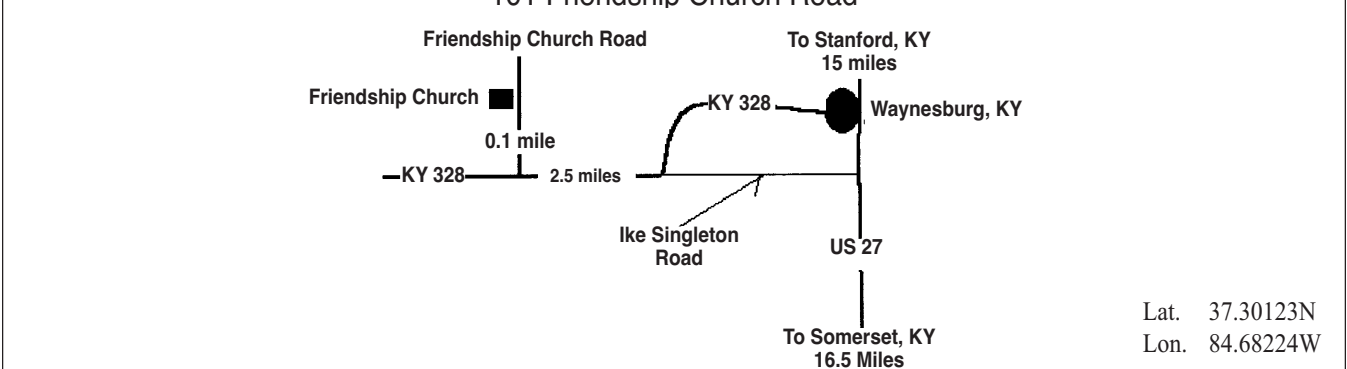 Friendship Church Road
To Stanford, KY
15 miles
Friendship Church
KY 328
Waynesburg, KY
0.1 mile
KY 328
2.5 miles
Ike Singleton
Road
US 27
To Somerset, KY
16.5 Miles
Lat. 37.30123N
Lon. 84.68224W